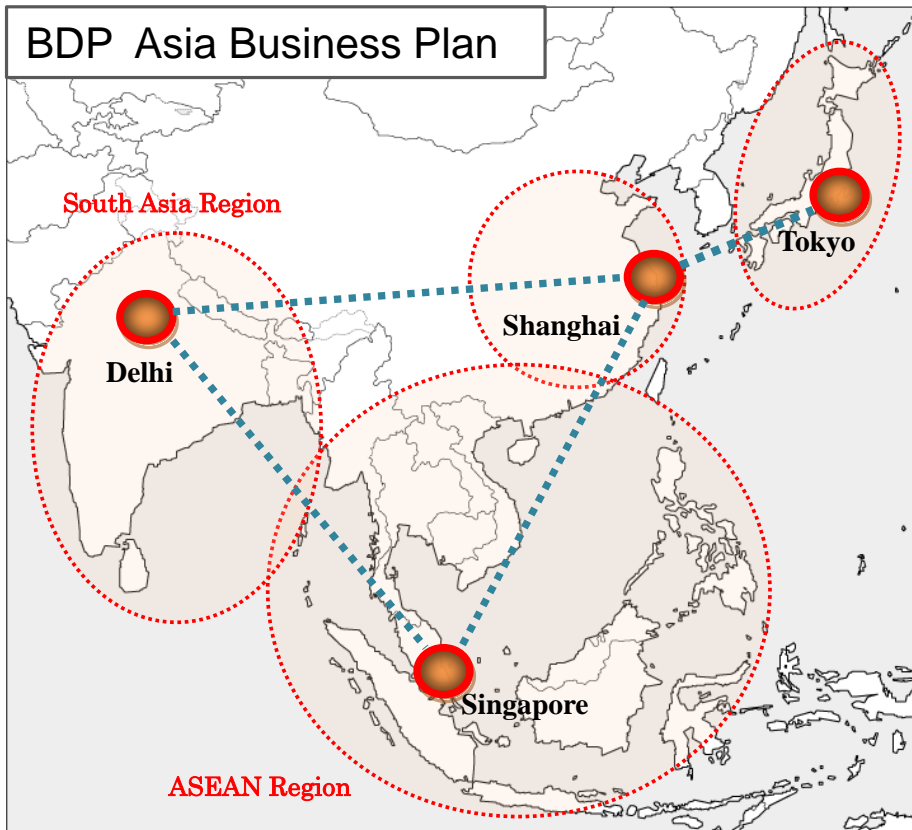 BDP Asia Business Plan
South Asia Region
Tokyo
Shanghai
Delhi
Singapore
ASEAN Region